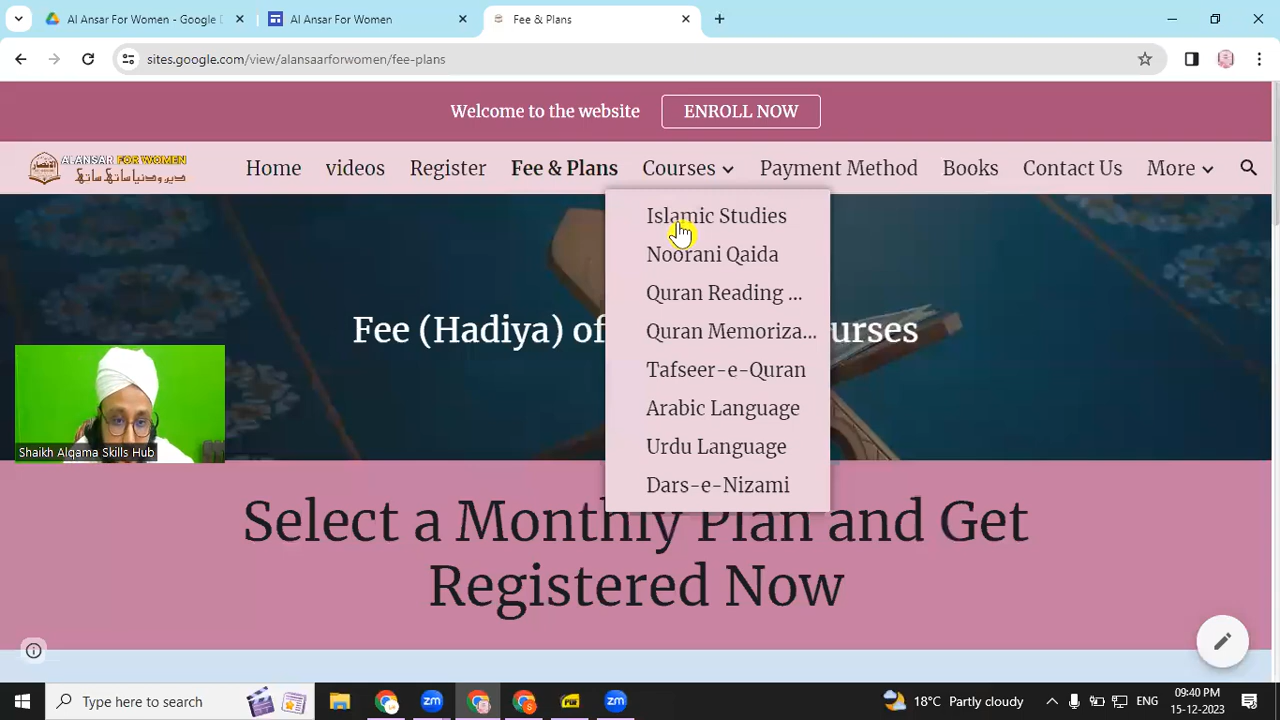 Al Ansar For Women - Google D
Al Ansar For Women
Fee & Plans
sites.google.com/view/alansaarforwomen/fee-plans
Welcome to the website ENROLL NOW
AL ANSAR FOR WOMEN
Home videos Register Fee & Plans Courses Payment Method Books Contact Us More
Islamic Studies
Noorani Qaida
Quran Reading ...
Quran Memoriza...
Tafseer-e-Quran
Arabic Language
Urdu Language
Dars-e-Nizami
Fee (Hadiya) of urses
Shaikh Alqama Skills Hub
Select a Monthly Plan and Get
Registered Now
Type here to search
18°C Partly cloudy
ENG
09:40 PM
15-12-2023